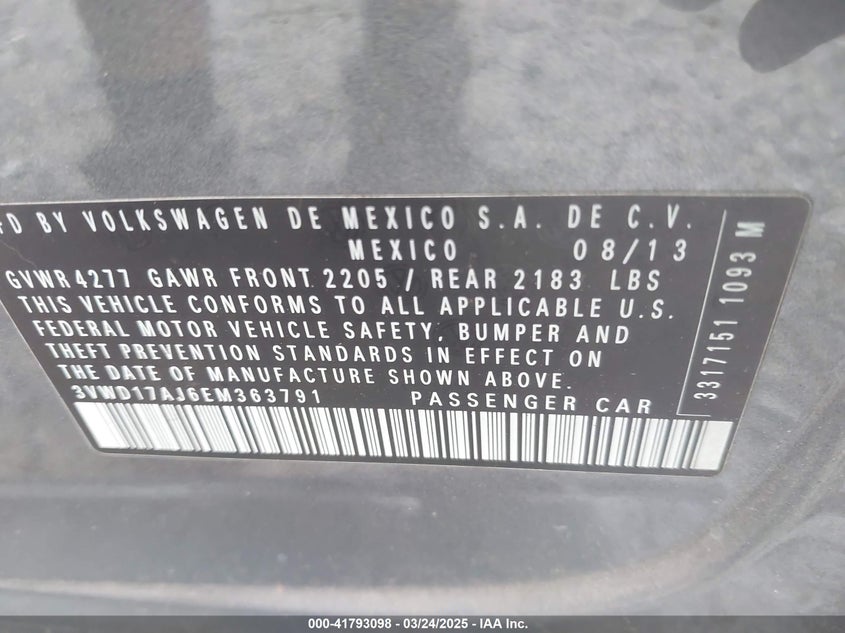 FD BY VOLKSWAGEN DE MEXICO S.A. DE C.V.
MEXICO 08/13
GVWR4277 GAWR FRONT 2205 / REAR 2183 LBS
THIS VEHICLE CONFORMS TO ALL APPLICABLE U.S.
FEDERAL MOTOR VEHICLE SAFETY, BUMPER AND
THEFT PREVENTION STANDARDS IN EFFECT ON
THE DATE OF MANUFACTURE SHOWN ABOVE.
3VWD17AJ6EM363791 PASSENGER CAR
3317151 1093 M
000-41793098 - 03/24/2025 - IAA Inc.